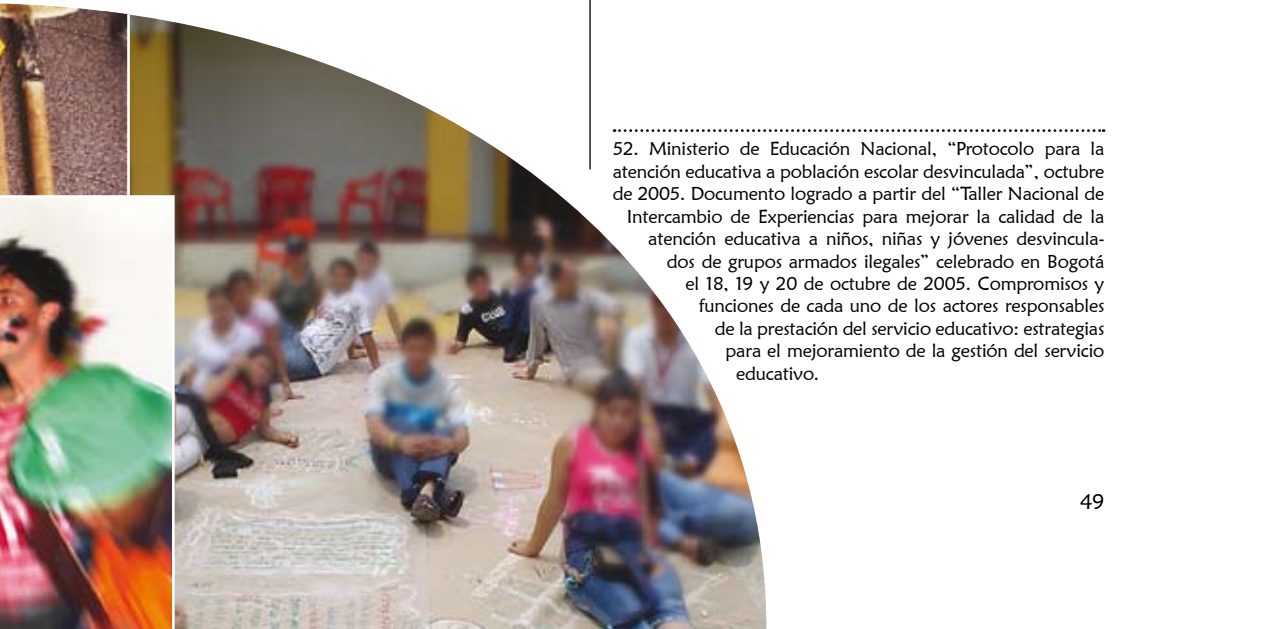 52. Ministerio de Educación Nacional, “Protocolo para la
atención educativa a población escolar desvinculada”, octubre
de 2005. Documento logrado a partir del “Taller Nacional de
Intercambio de Experiencias para mejorar la calidad de la
atención educativa a niños, niñas y jóvenes desvincula-
dos de grupos armados ilegales” celebrado en Bogotá
el 18, 19 y 20 de octubre de 2005. Compromisos y
funciones de cada uno de los actores responsables
de la prestación del servicio educativo: estrategias
para el mejoramiento de la gestión del servicio
educativo.
49